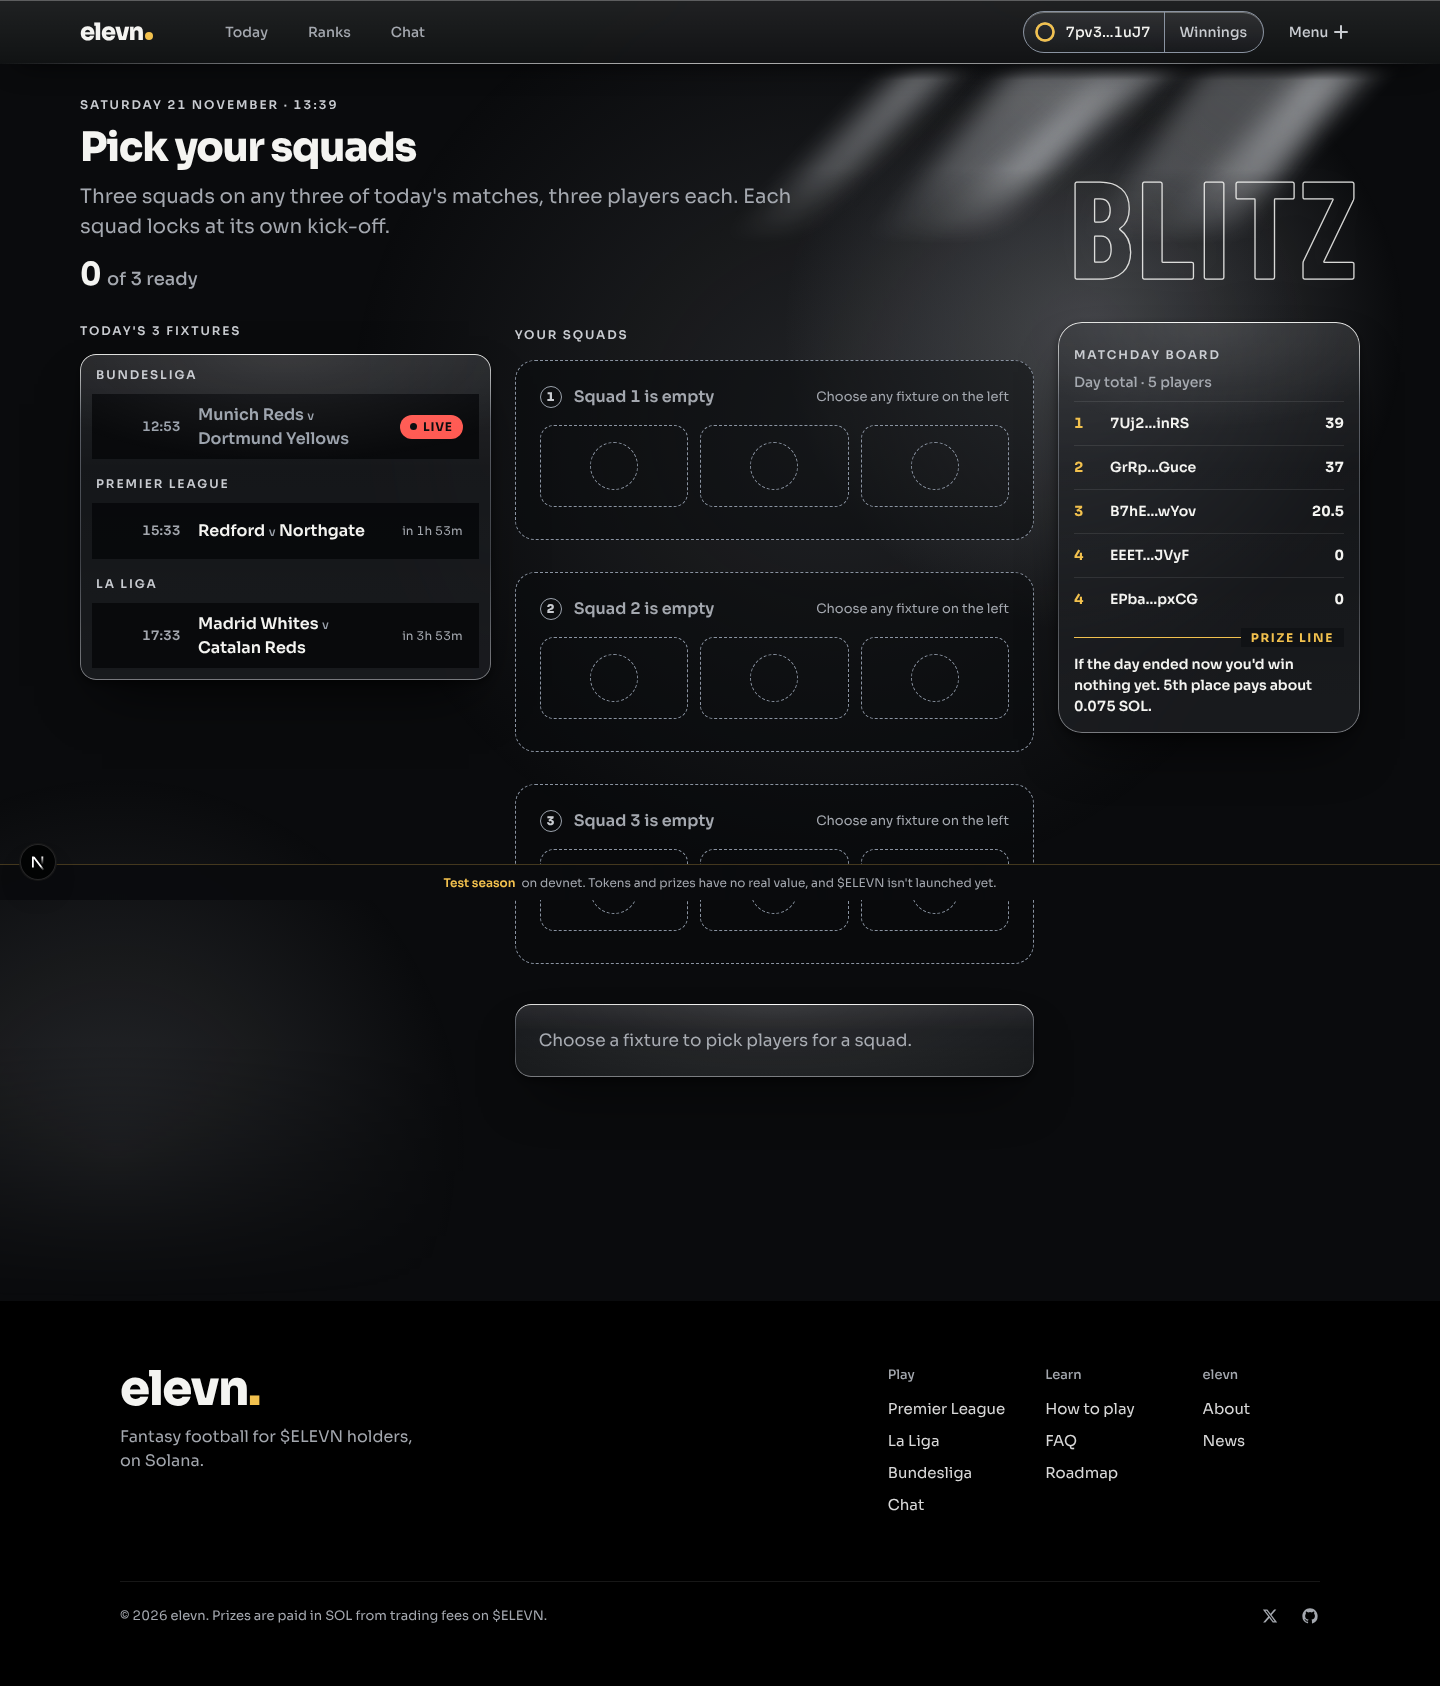 elevn.
Today
Ranks
Chat
7pv3...1uJ7
Winnings
Menu
SATURDAY 21 NOVEMBER · 13:39
Pick your squads
Three squads on any three of today's matches, three players each. Each
squad locks at its own kick-off.
0 of 3 ready
BLITZ
TODAY'S 3 FIXTURES
BUNDESLIGA
12:53
Munich Reds v
Dortmund Yellows
LIVE
PREMIER LEAGUE
15:33
Redford v Northgate
in 1h 53m
LA LIGA
17:33
Madrid Whites v
Catalan Reds
in 3h 53m
YOUR SQUADS
1 Squad 1 is empty
Choose any fixture on the left
2 Squad 2 is empty
Choose any fixture on the left
3 Squad 3 is empty
Choose any fixture on the left
MATCHDAY BOARD
Day total · 5 players
1 7Uj2...inRS 39
2 GrRp...Guce 37
3 B7hE...wYov 20.5
4 EEET...JVyF 0
4 EPba...pxCG 0
PRIZE LINE
If the day ended now you'd win
nothing yet. 5th place pays about
0.075 SOL.
N
Test season on devnet. Tokens and prizes have no real value, and $ELEVN isn't launched yet.
Choose a fixture to pick players for a squad.
elevn.
Fantasy football for $ELEVN holders,
on Solana.
Play
Premier League
La Liga
Bundesliga
Chat
Learn
How to play
FAQ
Roadmap
elevn
About
News
© 2026 elevn. Prizes are paid in SOL from trading fees on $ELEVN.